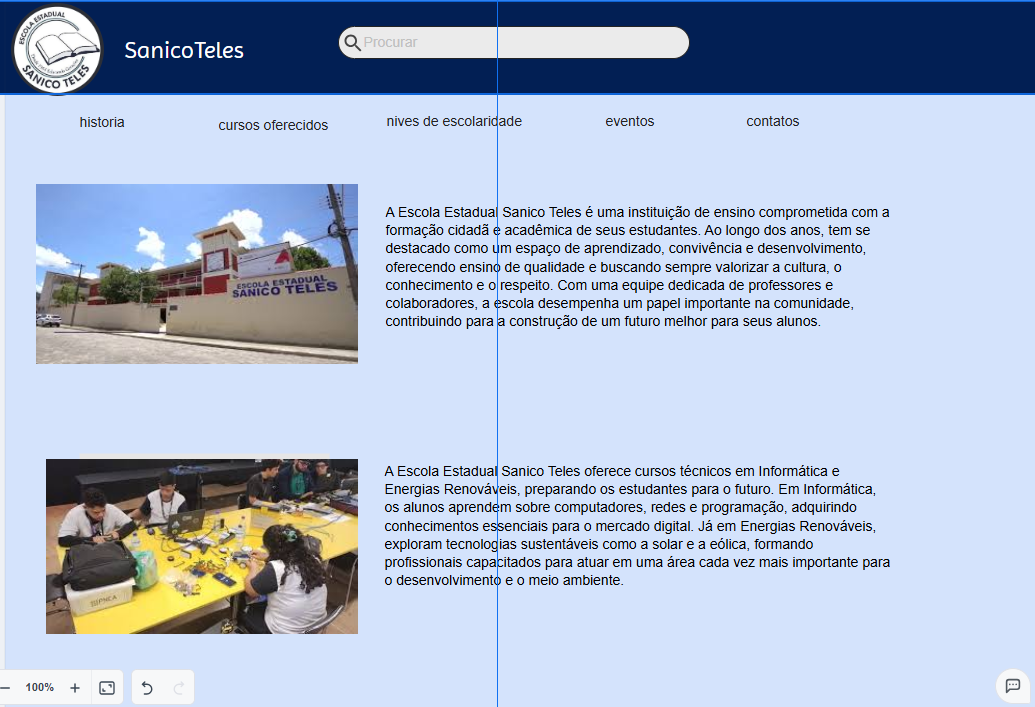 ESCOLA ESTADUAL
SANICO TELES
SanicoTeles
Procurar
historia
cursos oferecidos
nives de escolaridade
eventos
contatos
ESCOLA ESTADUAL
SANICO TELES
A Escola Estadual Sanico Teles é uma instituição de ensino comprometida com a
formação cidadã e acadêmica de seus estudantes. Ao longo dos anos, tem se
destacado como um espaço de aprendizado, convivência e desenvolvimento,
oferecendo ensino de qualidade e buscando sempre valorizar a cultura, o
conhecimento e o respeito. Com uma equipe dedicada de professores e
colaboradores, a escola desempenha um papel importante na comunidade,
contribuindo para a construção de um futuro melhor para seus alunos.
A Escola Estadual Sanico Teles oferece cursos técnicos em Informática e
Energias Renováveis, preparando os estudantes para o futuro. Em Informática,
os alunos aprendem sobre computadores, redes e programação, adquirindo
conhecimentos essenciais para o mercado digital. Já em Energias Renováveis,
exploram tecnologias sustentáveis como a solar e a eólica, formando
profissionais capacitados para atuar em uma área cada vez mais importante para
o desenvolvimento e o meio ambiente.
100%